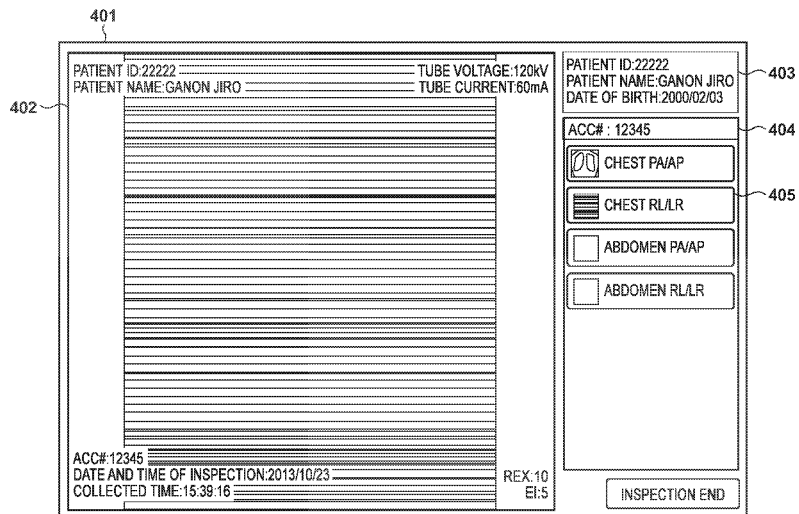 401
402
PATIENT ID:22222
PATIENT NAME:GANON JIRO
TUBE VOLTAGE:120kV
TUBE CURRENT:60mA
ACC#:12345
DATE AND TIME OF INSPECTION:2013/10/23
COLLECTED TIME:15:39:16
REX:10
EI:5
PATIENT ID:22222
PATIENT NAME:GANON JIRO
DATE OF BIRTH:2000/02/03
403
ACC# : 12345
404
CHEST PA/AP
CHEST RL/LR
405
ABDOMEN PA/AP
ABDOMEN RL/LR
INSPECTION END